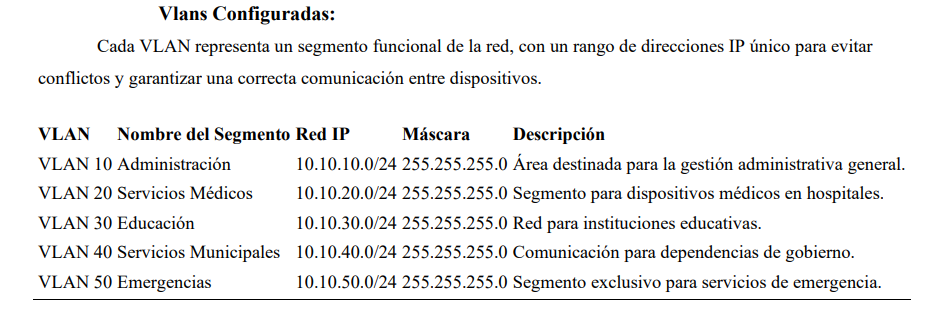 Vlans Configuradas:
Cada VLAN representa un segmento funcional de la red, con un rango de direcciones IP único para evitar
conflictos y garantizar una correcta comunicación entre dispositivos.
VLAN Nombre del Segmento Red IP Máscara Descripción
VLAN 10 Administración 10.10.10.0/24 255.255.255.0 Área destinada para la gestión administrativa general.
VLAN 20 Servicios Médicos 10.10.20.0/24 255.255.255.0 Segmento para dispositivos médicos en hospitales.
VLAN 30 Educación 10.10.30.0/24 255.255.255.0 Red para instituciones educativas.
VLAN 40 Servicios Municipales 10.10.40.0/24 255.255.255.0 Comunicación para dependencias de gobierno.
VLAN 50 Emergencias 10.10.50.0/24 255.255.255.0 Segmento exclusivo para servicios de emergencia.